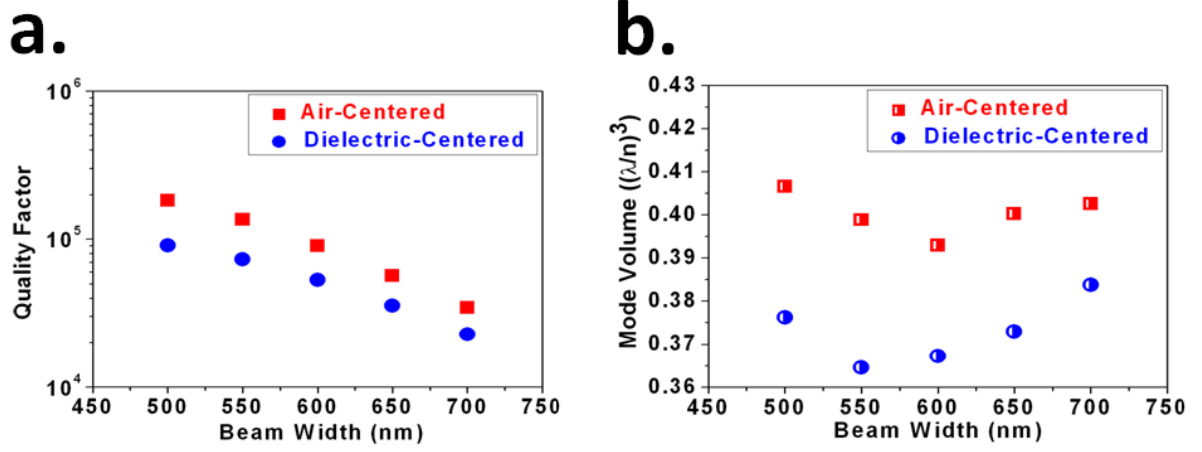 a.
Quality Factor
10^6
10^5
10^4
Air-Centered
Dielectric-Centered
450 500 550 600 650 700 750
Beam Width (nm)
b.
Mode Volume ((λ/n)^3)
0.43
0.42
0.41
0.40
0.39
0.38
0.37
0.36
Air-Centered
Dielectric-Centered
450 500 550 600 650 700 750
Beam Width (nm)